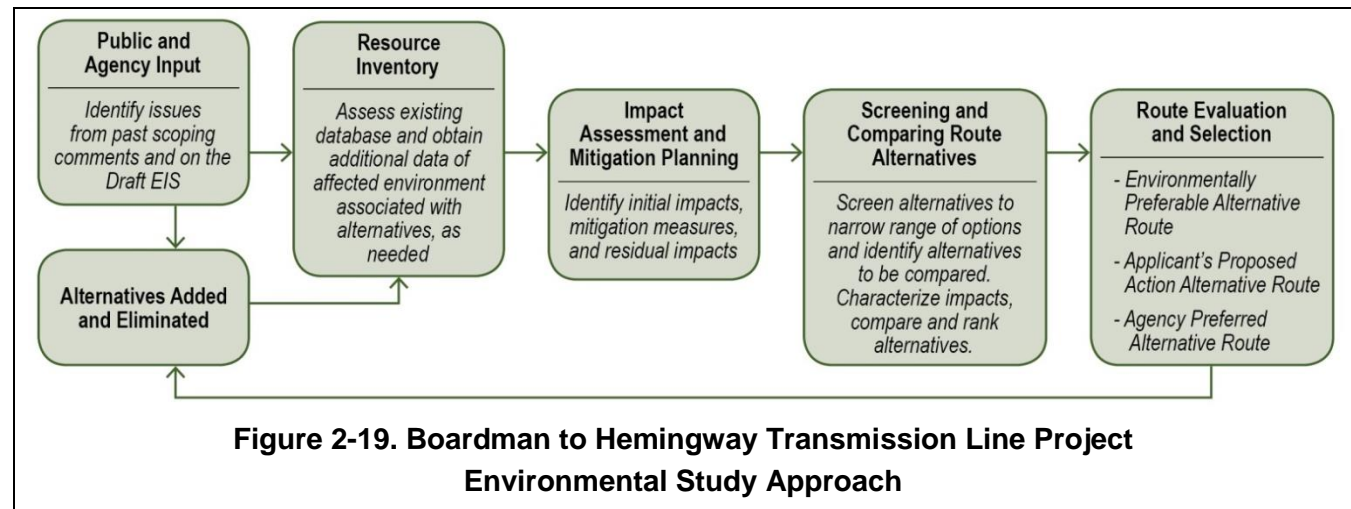 Public and
Agency Input
Identify issues
from past scoping
comments and on the
Draft EIS
Alternatives Added
and Eliminated
Resource
Inventory
Assess existing
database and obtain
additional data of
affected environment
associated with
alternatives, as
needed
Impact
Assessment and
Mitigation Planning
Identify initial impacts,
mitigation measures,
and residual impacts
Screening and
Comparing Route
Alternatives
Screen alternatives to
narrow range of options
and identify alternatives
to be compared.
Characterize impacts,
compare and rank
alternatives.
Route Evaluation
and Selection
- Environmentally
Preferable Alternative
Route
- Applicant's Proposed
Action Alternative Route
- Agency Preferred
Alternative Route
Figure 2-19. Boardman to Hemingway Transmission Line Project
Environmental Study Approach